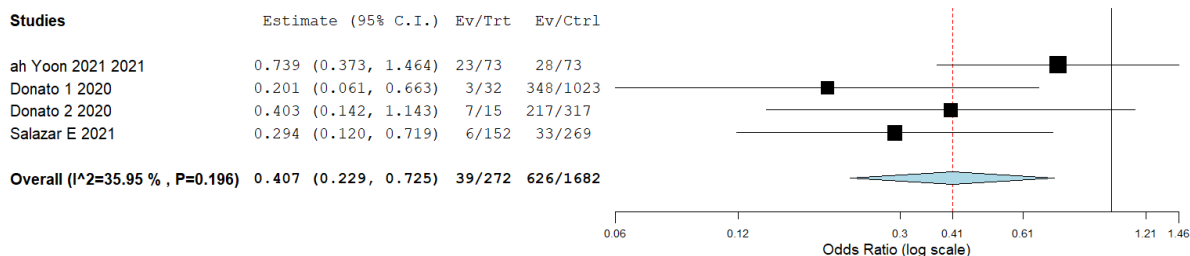 Studies Estimate (95% C.I.) Ev/Trt Ev/Ctrl
ah Yoon 2021 2021 0.739 (0.373, 1.464) 23/73 28/73
Donato 1 2020 0.201 (0.061, 0.663) 3/32 348/1023
Donato 2 2020 0.403 (0.142, 1.143) 7/15 217/317
Salazar E 2021 0.294 (0.120, 0.719) 6/152 33/269
Overall (I^2=35.95 % , P=0.196) 0.407 (0.229, 0.725) 39/272 626/1682
0.06 0.12 0.3 0.41 0.61 1.21 1.46
Odds Ratio (log scale)